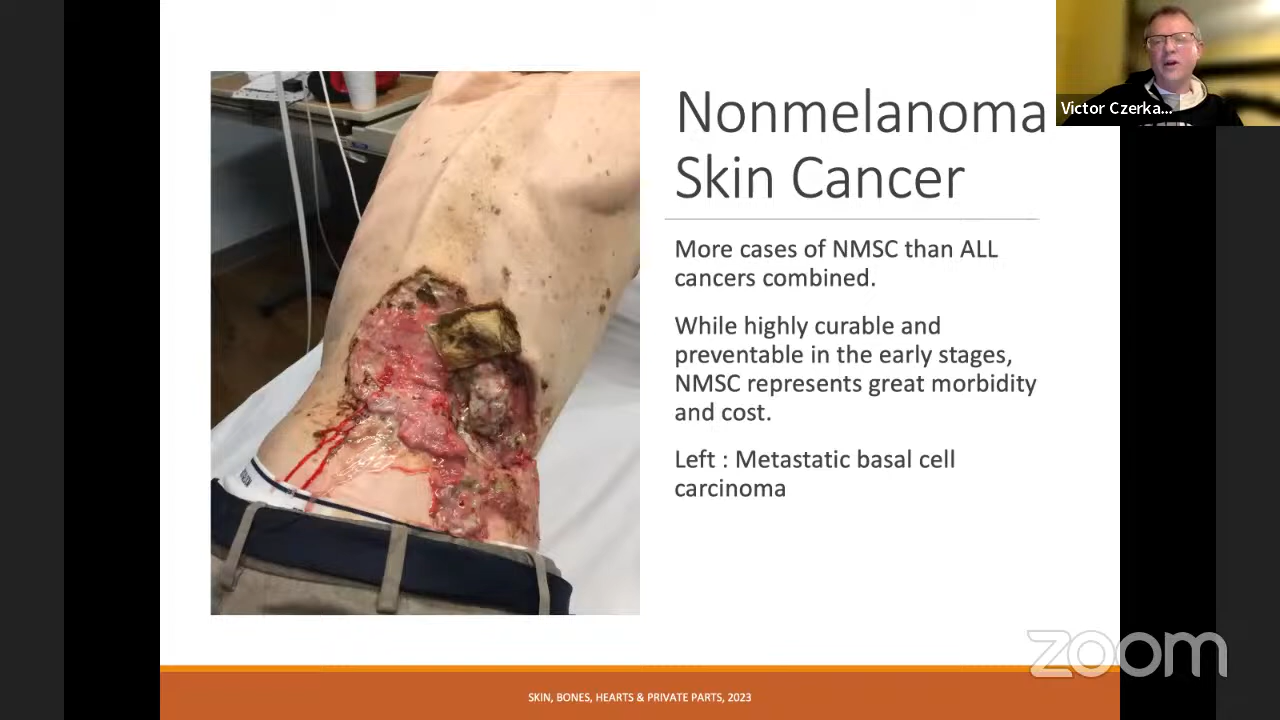 Nonmelanoma
Skin Cancer
Victor Czerka...
More cases of NMSC than ALL
cancers combined.
While highly curable and
preventable in the early stages,
NMSC represents great morbidity
and cost.
Left : Metastatic basal cell
carcinoma
zoom
SKIN, BONES, HEARTS & PRIVATE PARTS, 2023